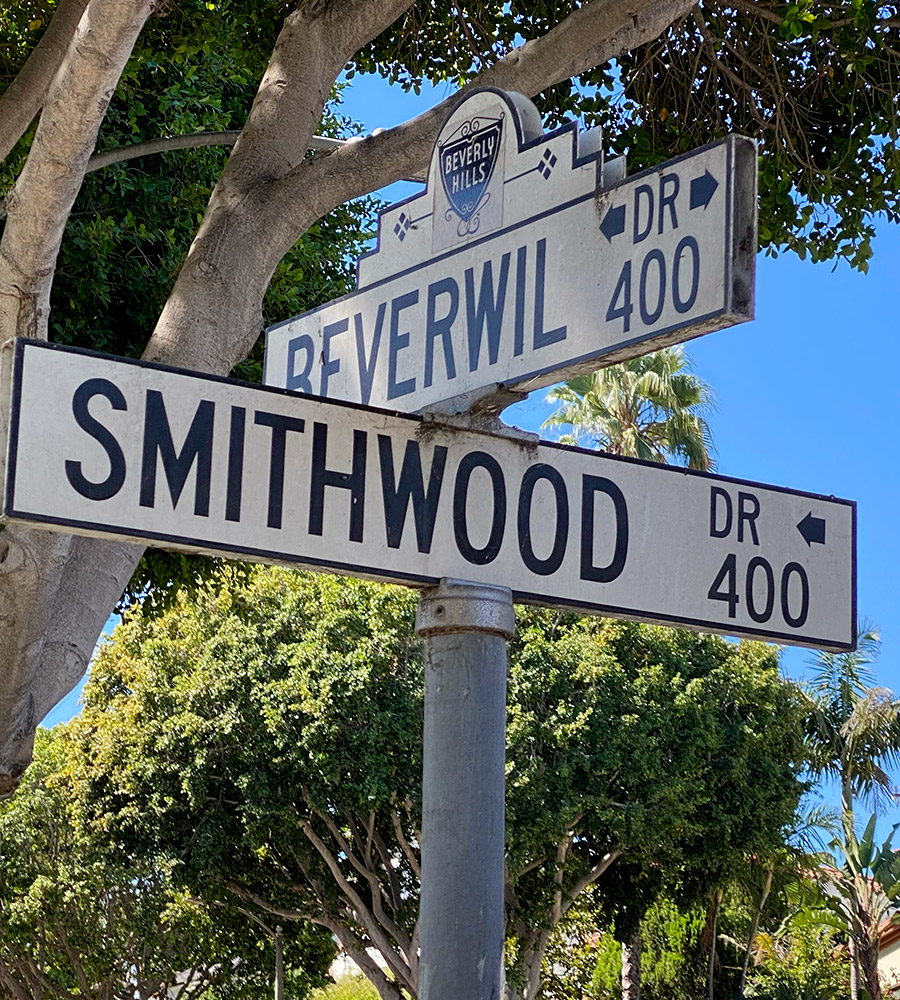 BEVERLY
HILLS
BEVERWIL DR
400
SMITHWOOD DR
400